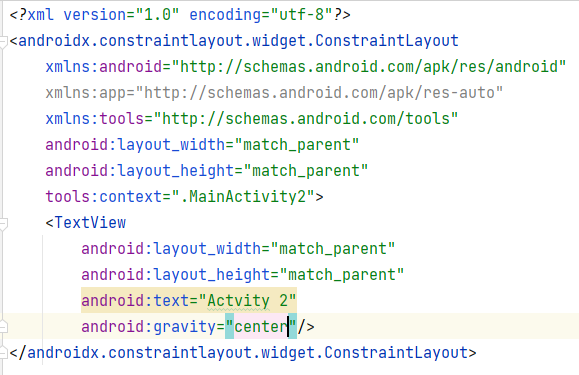 <?xml version="1.0" encoding="utf-8"?>
<androidx.constraintlayout.widget.ConstraintLayout
xmlns:android="http://schemas.android.com/apk/res/android"
xmlns:app="http://schemas.android.com/apk/res-auto"
xmlns:tools="http://schemas.android.com/tools"
android:layout_width="match_parent"
android:layout_height="match_parent"
tools:context=".MainActivity2">
<TextView
android:layout_width="match_parent"
android:layout_height="match_parent"
android:text="Actvity 2"
android:gravity="center"/>
</androidx.constraintlayout.widget.ConstraintLayout>